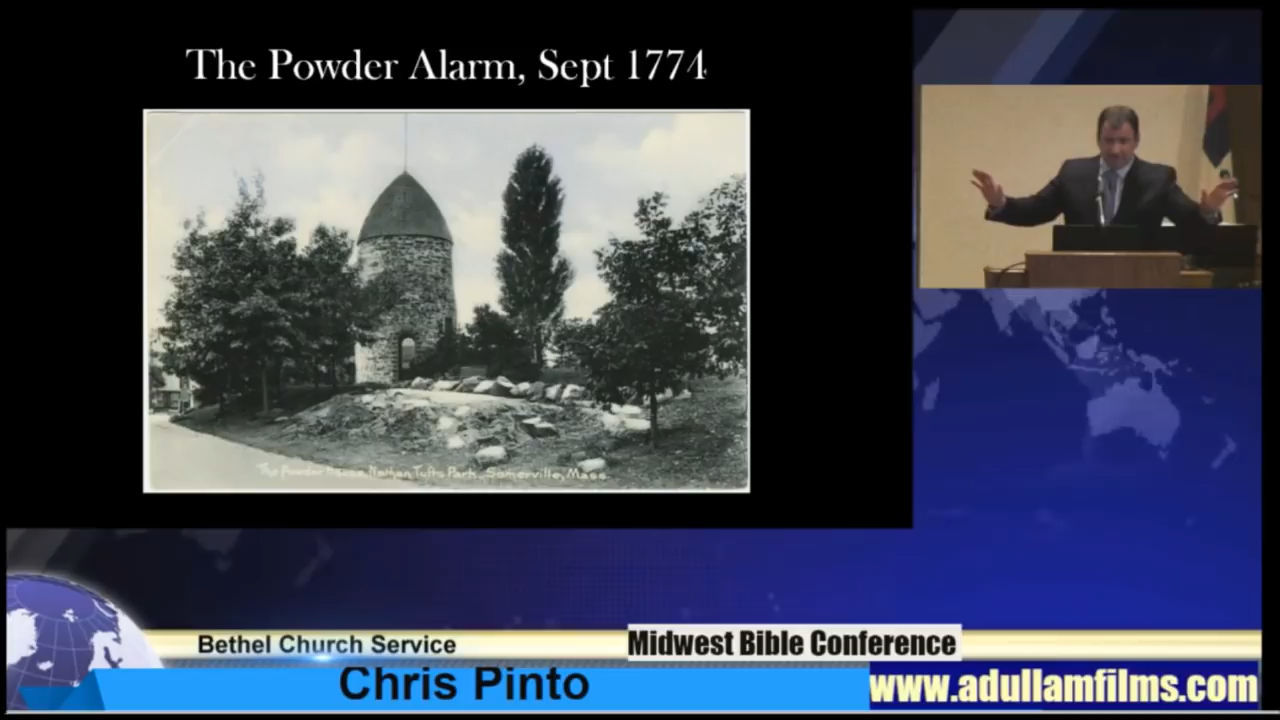 The Powder Alarm, Sept 1774
The Powder House, Nathan Tufts Park, Somerville, Mass
Bethel Church Service
Midwest Bible Conference
Chris Pinto
www.adullamfilms.com